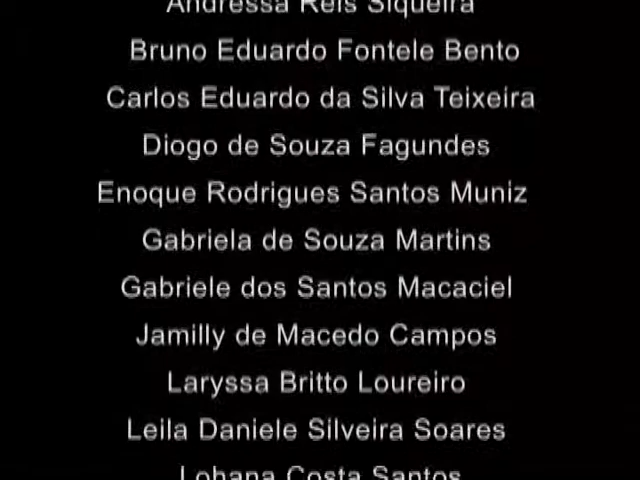 Andressa Reis Siqueira
Bruno Eduardo Fontele Bento
Carlos Eduardo da Silva Teixeira
Diogo de Souza Fagundes
Enoque Rodrigues Santos Muniz
Gabriela de Souza Martins
Gabriele dos Santos Macaciel
Jamilly de Macedo Campos
Laryssa Britto Loureiro
Leila Daniele Silveira Soares
Lohana Costa Santos